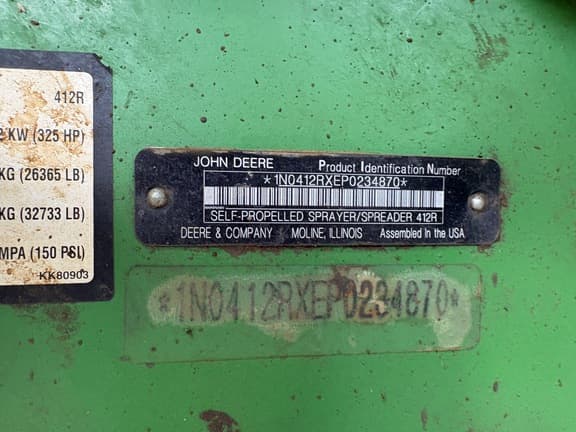 412R
KW (325 HP)
KG (26365 LB)
KG (32733 LB)
MPA (150 PSI)
KK80903
JOHN DEERE Product Identification Number
*1N0412RXEP0234870*
SELF-PROPELLED SPRAYER/SPREADER 412R
DEERE & COMPANY MOLINE, ILLINOIS Assembled in the USA
*1N0412RXEP0234870*